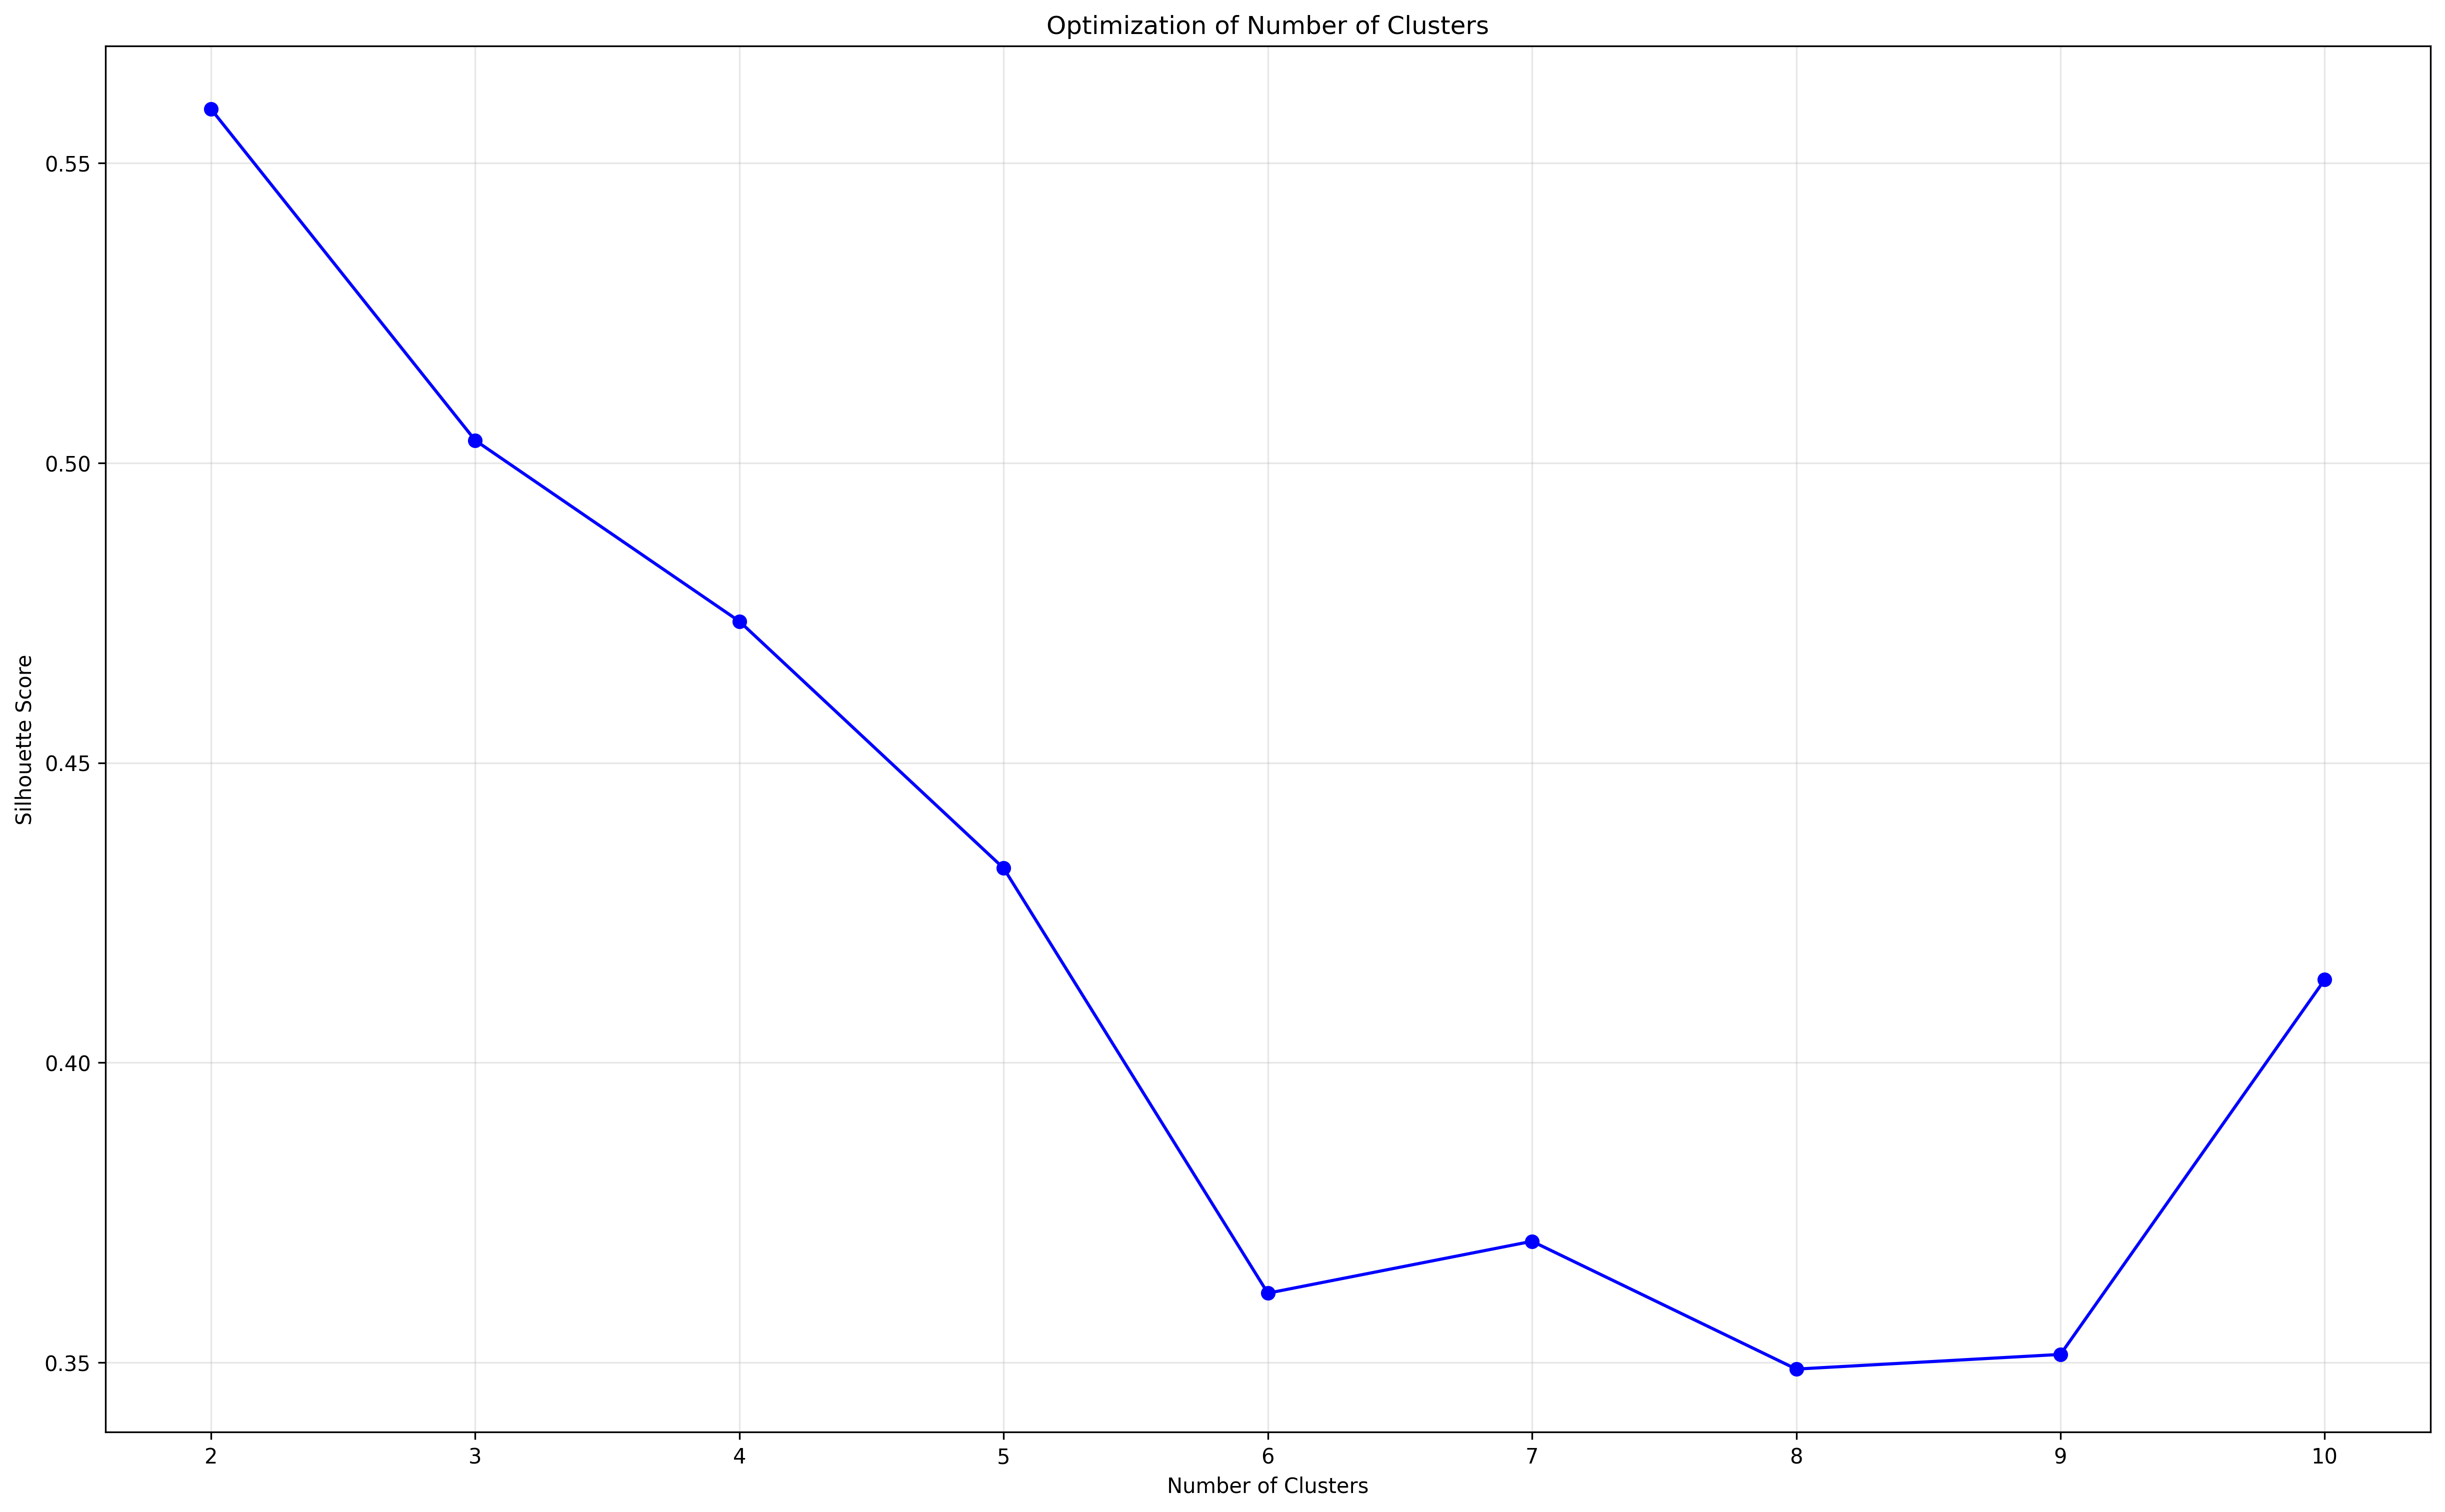 Optimization of Number of Clusters
Silhouette Score
0.55
0.50
0.45
0.40
0.35
2 3 4 5 6 7 8 9 10
Number of Clusters